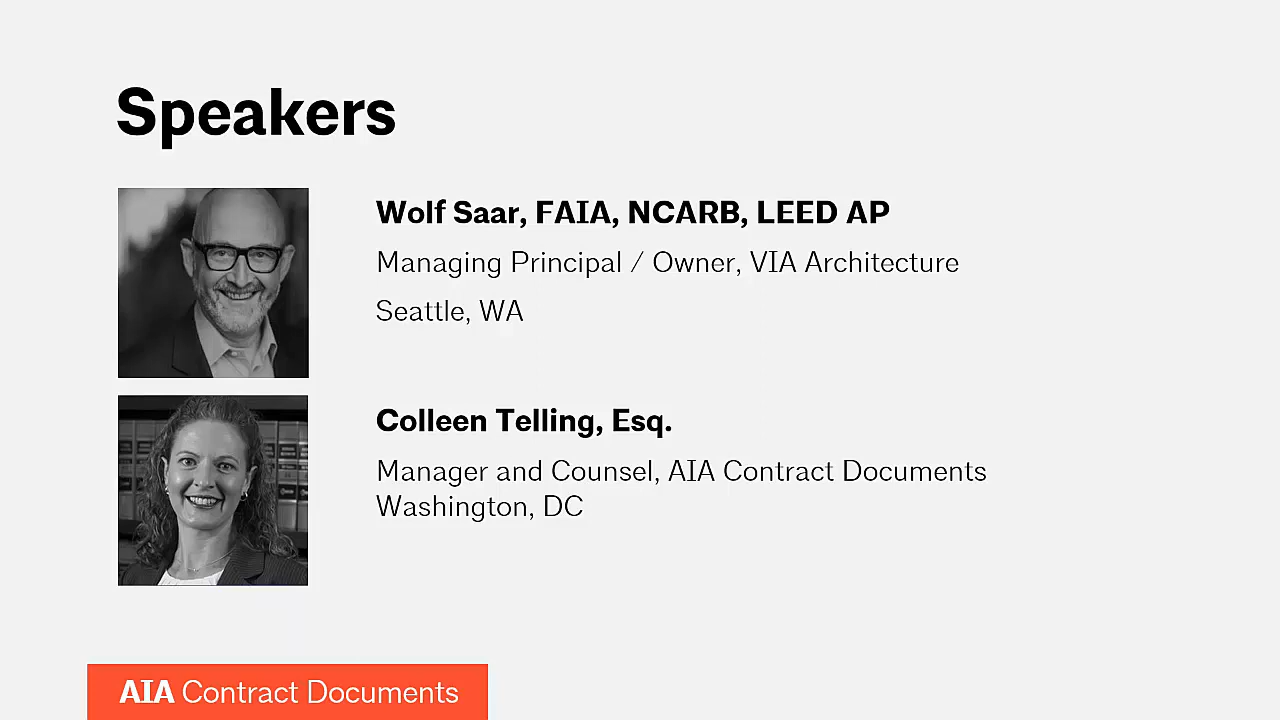 Speakers
Wolf Saar, FAIA, NCARB, LEED AP
Managing Principal / Owner, VIA Architecture
Seattle, WA
Colleen Telling, Esq.
Manager and Counsel, AIA Contract Documents
Washington, DC
AIA Contract Documents